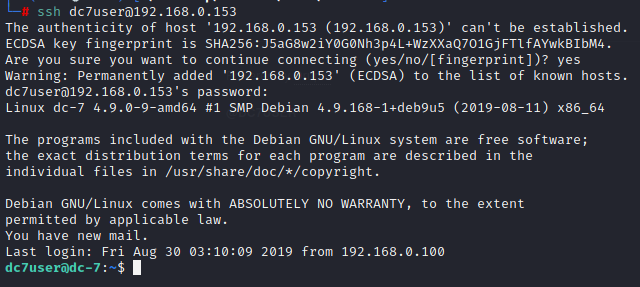 └─# ssh dc7user@192.168.0.153
The authenticity of host '192.168.0.153 (192.168.0.153)' can't be established.
ECDSA key fingerprint is SHA256:J5aG8w2iY0G0Nh3p4L+WzXXaQ7O1GjFTlfAYwkBIbM4.
Are you sure you want to continue connecting (yes/no/[fingerprint])? yes
Warning: Permanently added '192.168.0.153' (ECDSA) to the list of known hosts.
dc7user@192.168.0.153's password:
Linux dc-7 4.9.0-9-amd64 #1 SMP Debian 4.9.168-1+deb9u5 (2019-08-11) x86_64
The programs included with the Debian GNU/Linux system are free software;
the exact distribution terms for each program are described in the
individual files in /usr/share/doc/*/copyright.
Debian GNU/Linux comes with ABSOLUTELY NO WARRANTY, to the extent
permitted by applicable law.
You have new mail.
Last login: Fri Aug 30 03:10:09 2019 from 192.168.0.100
dc7user@dc-7:~$